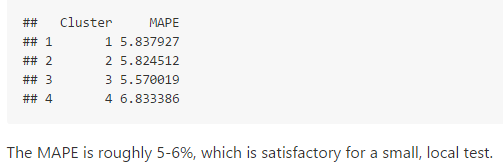 ##   Cluster     MAPE
## 1       1 5.837927
## 2       2 5.824512
## 3       3 5.570019
## 4       4 6.833386
The MAPE is roughly 5-6%, which is satisfactory for a small, local test.